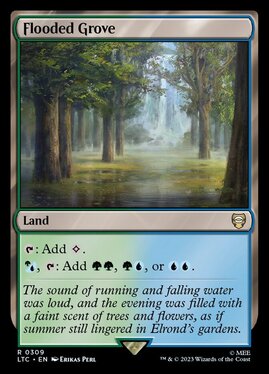 Flooded Grove
Land
: Add .
, : Add , , or .
The sound of running and falling water
was loud, and the evening was filled with
a faint scent of trees and flowers, as if
summer still lingered in Elrond's gardens.
R 0309
LTC • EN Erikas Perl
© MEE
™ & © 2023 Wizards of the Coast